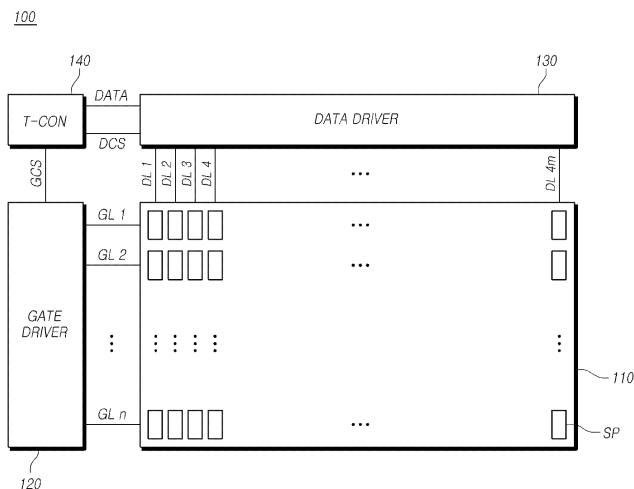 100
140
130
T-CON
DATA
DCS
DATA DRIVER
GCS
DL 1
DL 2
DL 3
DL 4
...
DL 4m
GL 1
...
GL 2
...
GATE
DRIVER
110
GL n
...
SP
120